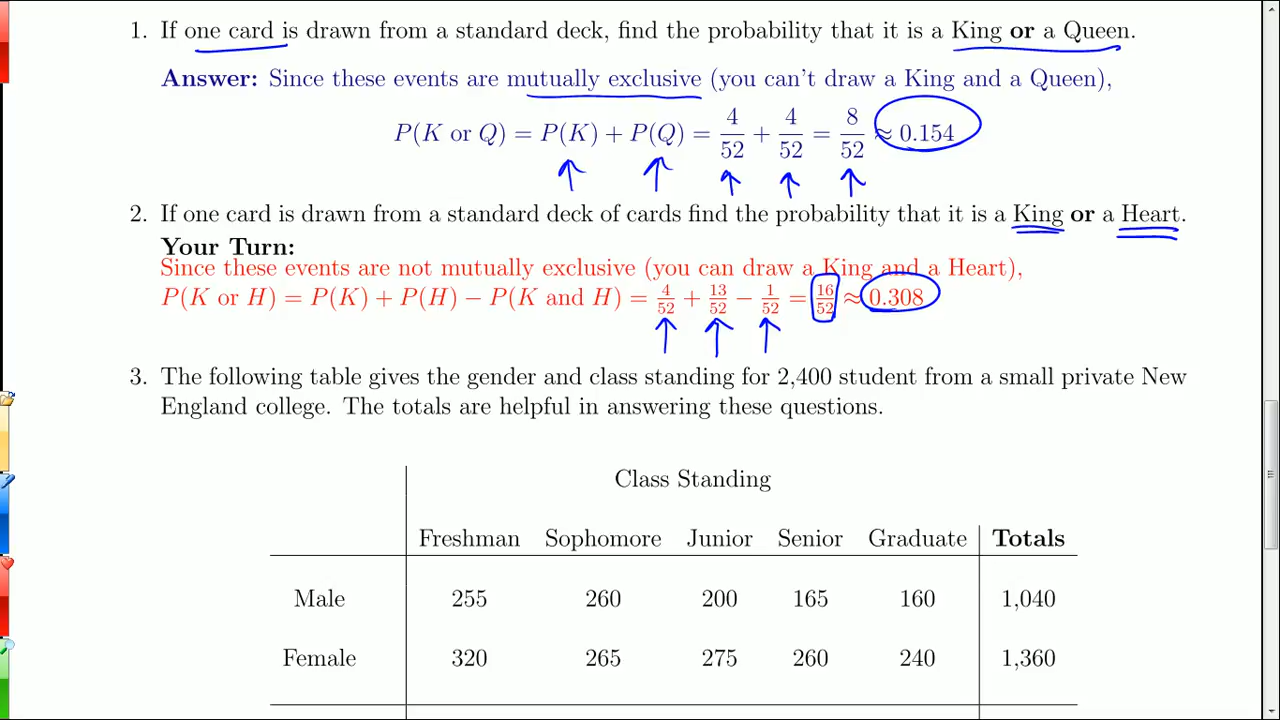 1. If one card is drawn from a standard deck, find the probability that it is a King or a Queen.
Answer: Since these events are mutually exclusive (you can't draw a King and a Queen),
P(K or Q) = P(K) + P(Q) = 4/52 + 4/52 = 8/52 ≈ 0.154
2. If one card is drawn from a standard deck of cards find the probability that it is a King or a Heart.
Your Turn:
Since these events are not mutually exclusive (you can draw a King and a Heart),
P(K or H) = P(K) + P(H) − P(K and H) = 4/52 + 13/52 − 1/52 = 16/52 ≈ 0.308
3. The following table gives the gender and class standing for 2,400 student from a small private New
England college. The totals are helpful in answering these questions.
Class Standing
Freshman Sophomore Junior Senior Graduate Totals
Male 255 260 200 165 160 1,040
Female 320 265 275 260 240 1,360